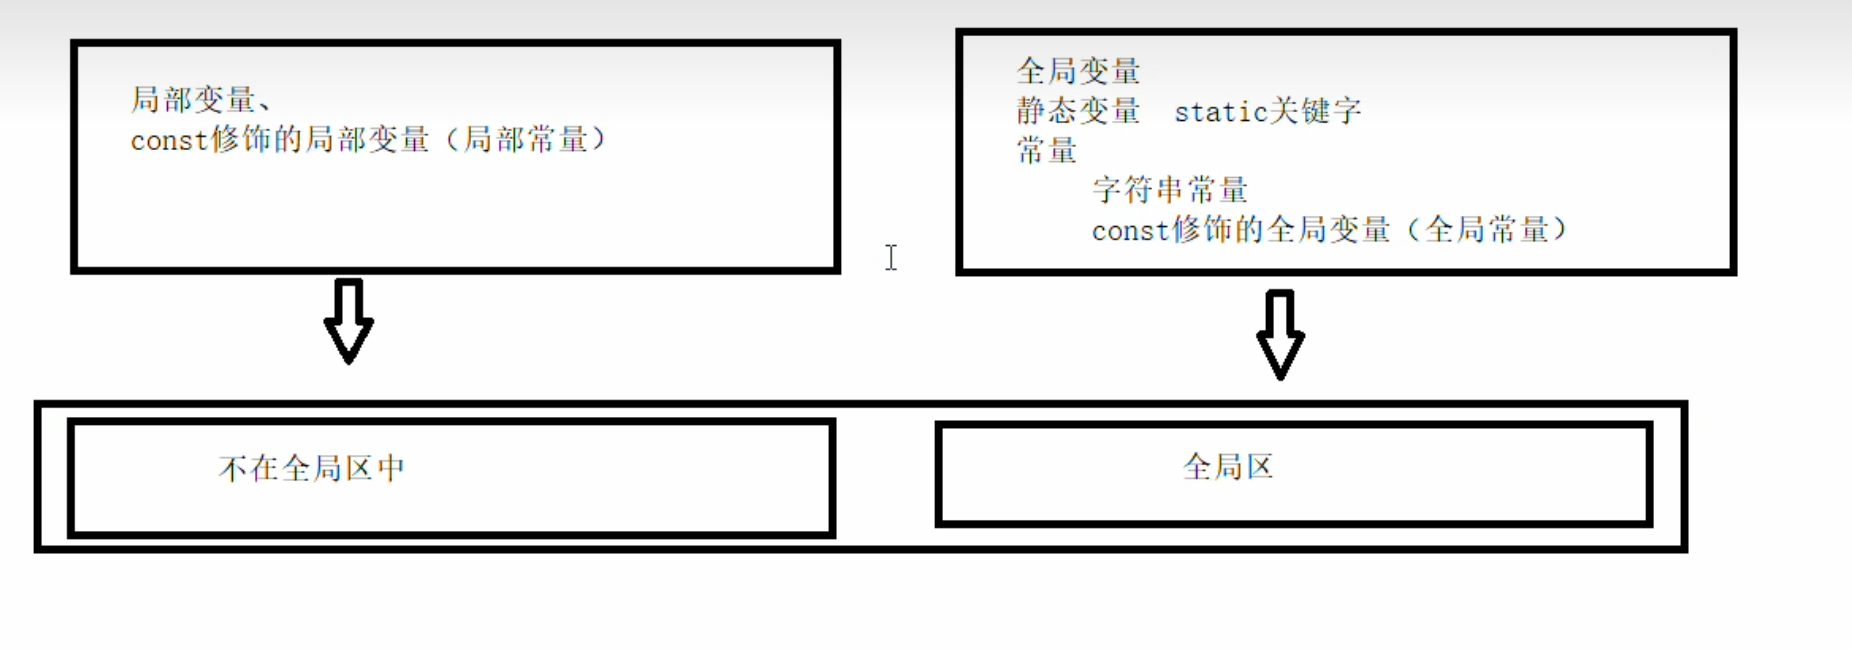 局部变量、
const修饰的局部变量（局部常量）
全局变量
静态变量 static关键字
常量
字符串常量
const修饰的全局变量（全局常量）
不在全局区中
全局区